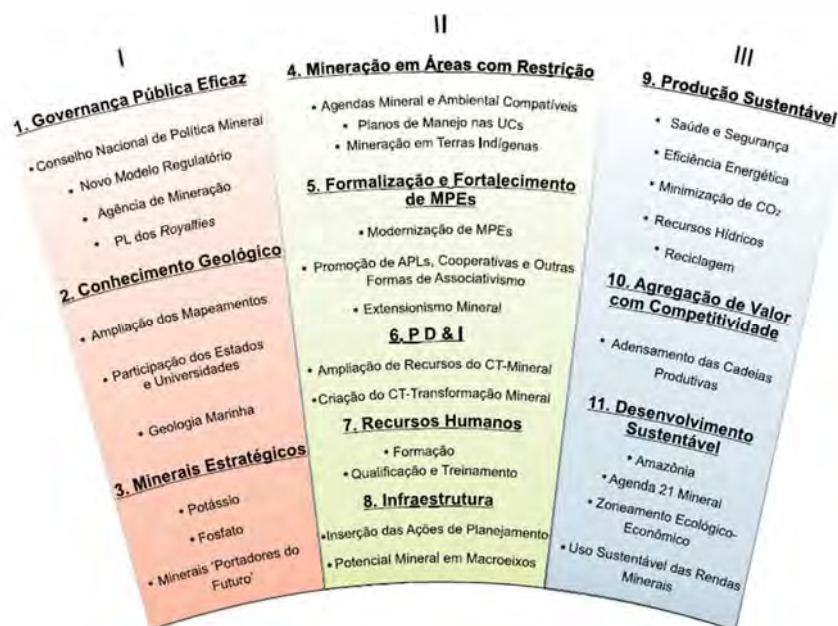 I
1. Governança Pública Eficaz
• Conselho Nacional de Política Mineral
• Novo Modelo Regulatório
• Agência de Mineração
• PL dos Royalfies
2. Conhecimento Geológico
• Ampliação dos Mapeamentos
• Participação dos Estados
e Universidades
• Geologia Marinha
3. Minerais Estratégicos
• Potássio
• Fosfato
• Minerais 'Portadores do
Futuro'
II
4. Mineração em Áreas com Restrição
• Agendas Mineral e Ambiental Compatíveis
• Planos de Manejo nas UCs
• Mineração em Terras Indígenas
5. Formalização e Fortalecimento
de MPEs
• Modernização de MPEs
• Promoção de APLs, Cooperativas e Outras
Formas de Associativismo
• Extensionismo Mineral
6. P D & I
• Ampliação de Recursos do CT-Mineral
• Criação do CT-Transformação Mineral
7. Recursos Humanos
• Formação
• Qualificação e Treinamento
8. Infraestrutura
• Inserção das Ações de Planejamento
• Potencial Mineral em Macroeixos
III
9. Produção Sustentável
• Saúde e Segurança
• Eficiência Energética
• Minimização de CO₂
• Recursos Hídricos
• Reciclagem
10. Agregação de Valor
com Competitividade
• Adensamento das Cadeias
Produtivas
11. Desenvolvimento
Sustentável
• Amazônia
• Agenda 21 Mineral
• Zoneamento Ecológico-
Econômico
• Uso Sustentável das Rendas
Minerais